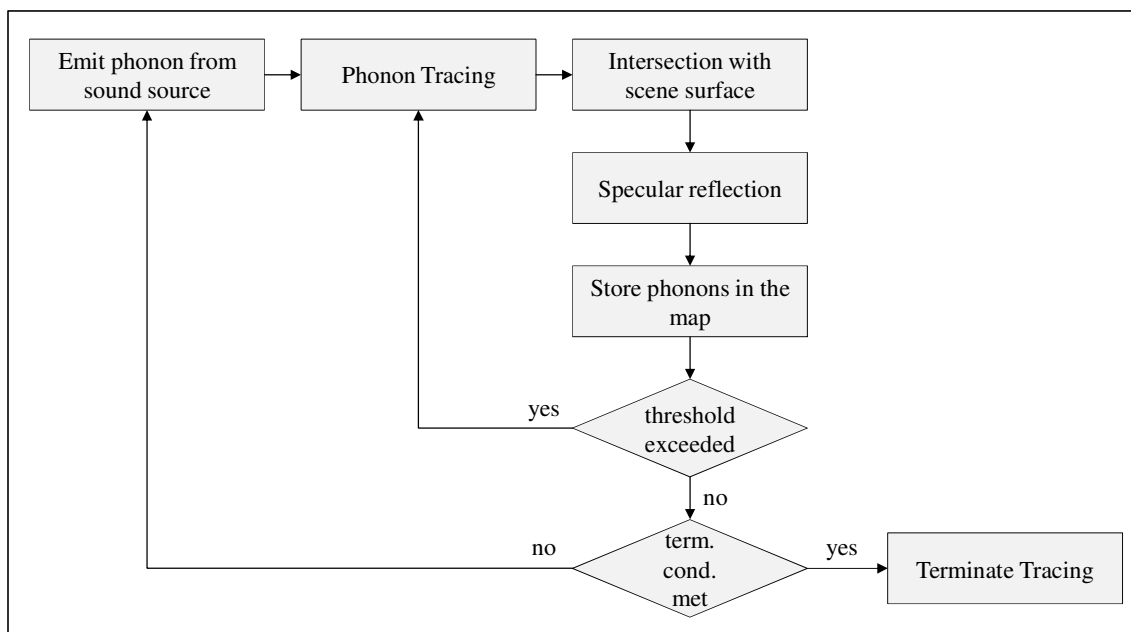 Emit phonon from
sound source
Phonon Tracing
Intersection with
scene surface
Specular reflection
Store phonons in the
map
yes
threshold
exceeded
no
no
term.
cond.
met
yes
Terminate Tracing